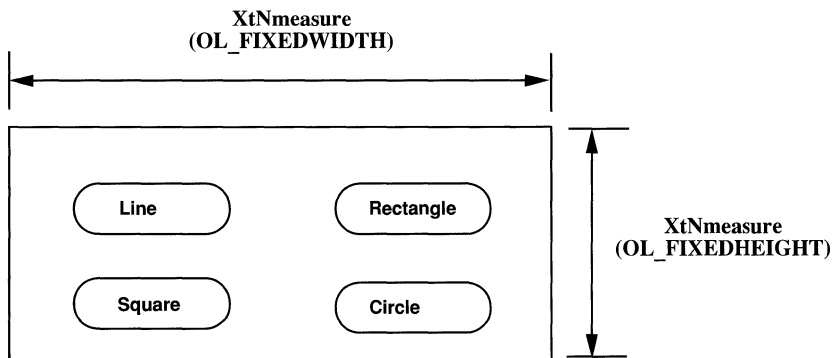 XtNmeasure
(OL_FIXEDWIDTH)
Line
Rectangle
XtNmeasure
(OL_FIXEDHEIGHT)
Square
Circle